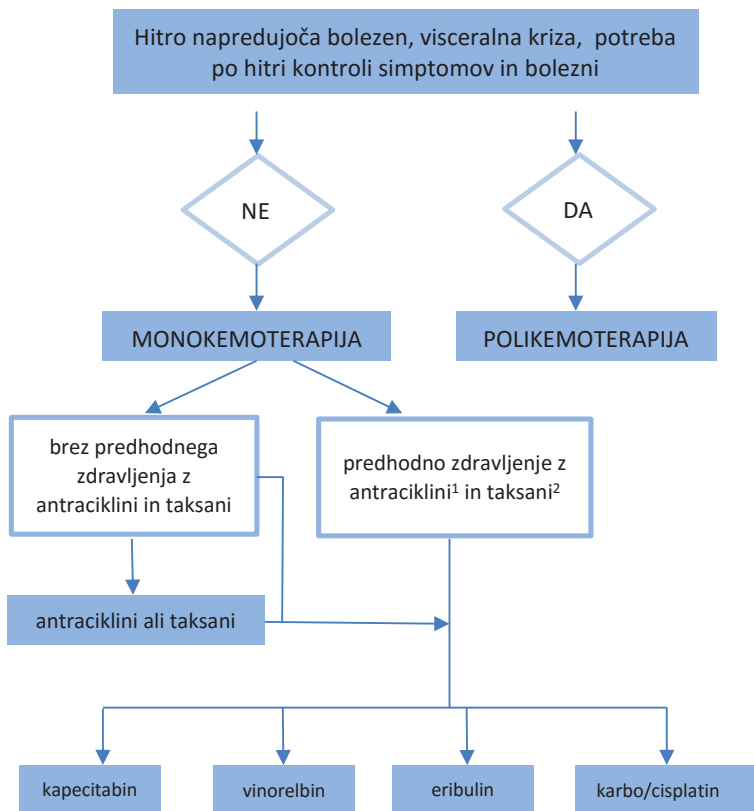 Hitro napredujoča bolezen, visceralna kriza,  potreba
po hitri kontroli simptomov in bolezni
NE
DA
MONOKEMOTERAPIJA
POLIKEMOTERAPIJA
brez predhodnega
zdravljenja z
antraciklini in taksani
predhodno zdravljenje z
antraciklini¹ in taksani²
antraciklini ali taksani
kapecitabin
vinorelbin
eribulin
karbo/cisplatin